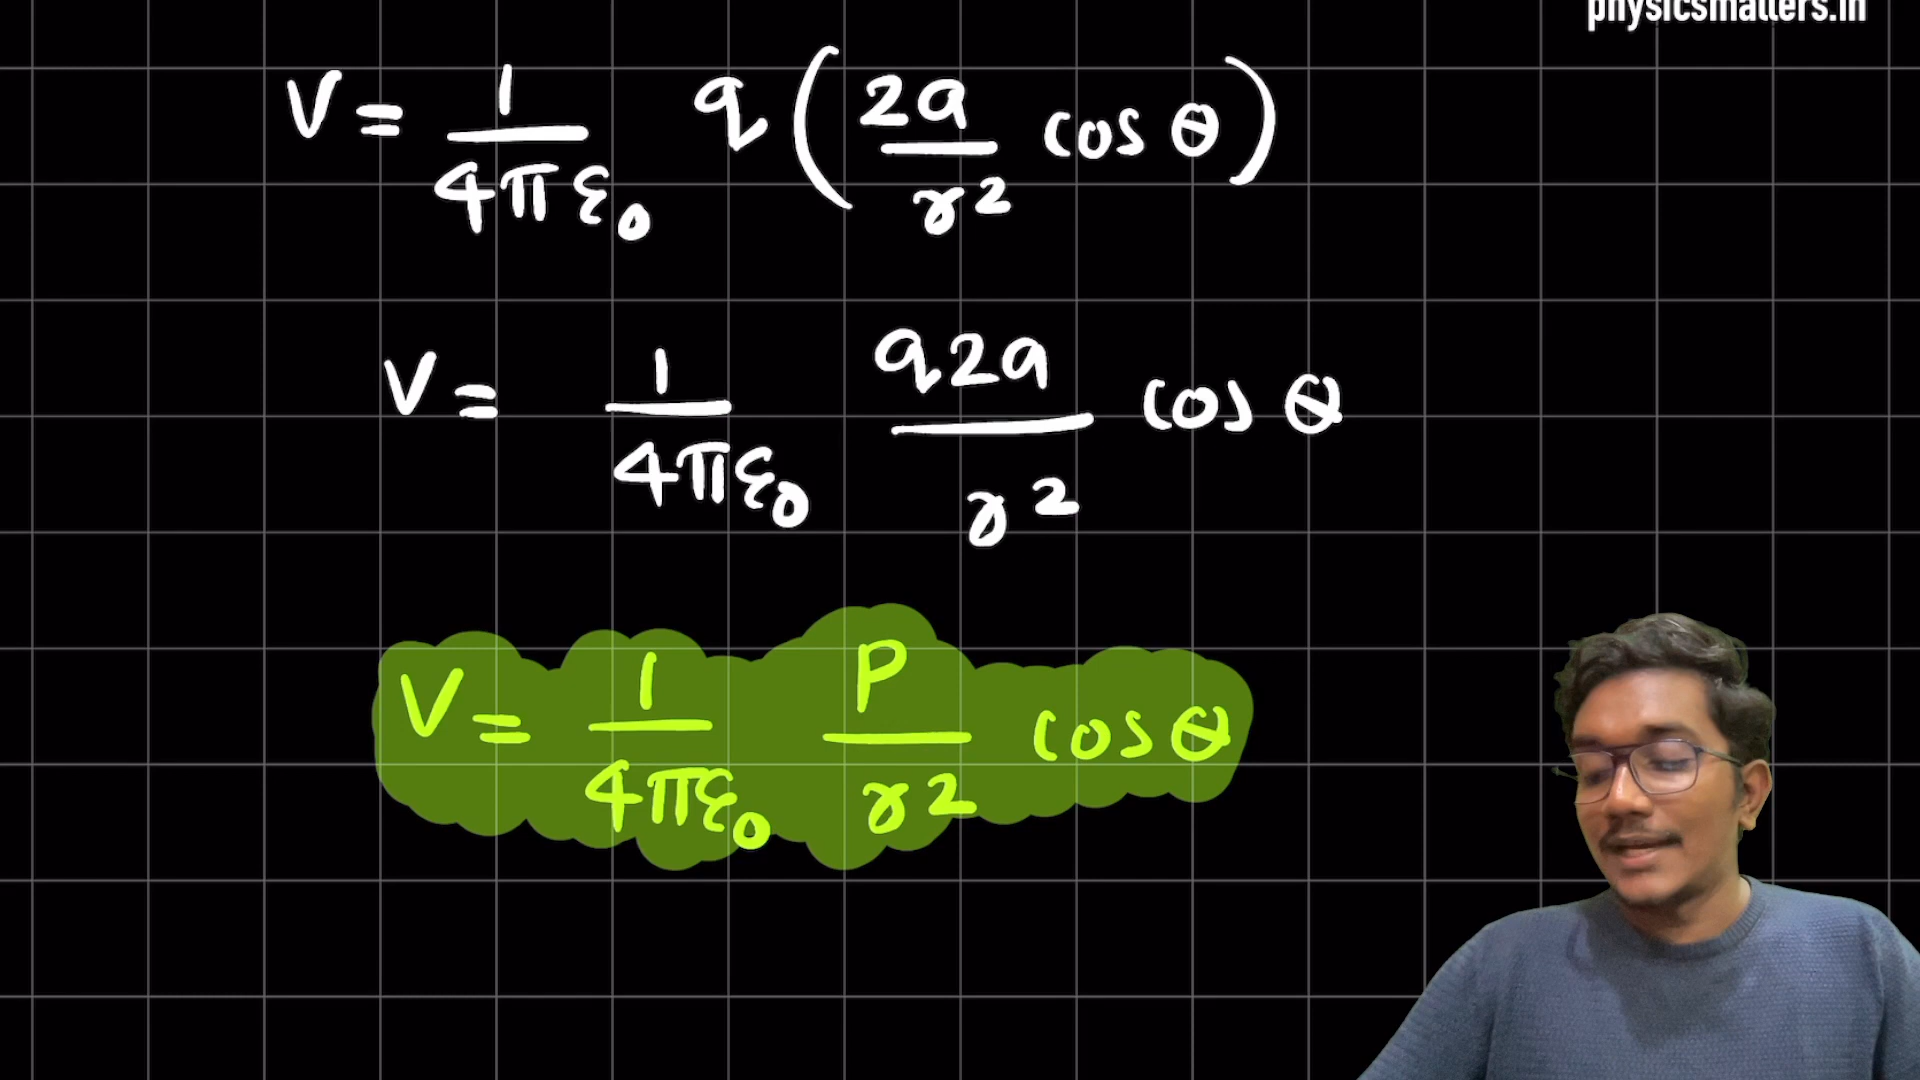 physicsmatters.in
V = 1/4πε₀ q (2a/r² cos θ)
V = 1/4πε₀ q2a/r² cos θ
V = 1/4πε₀ P/r² cos θ